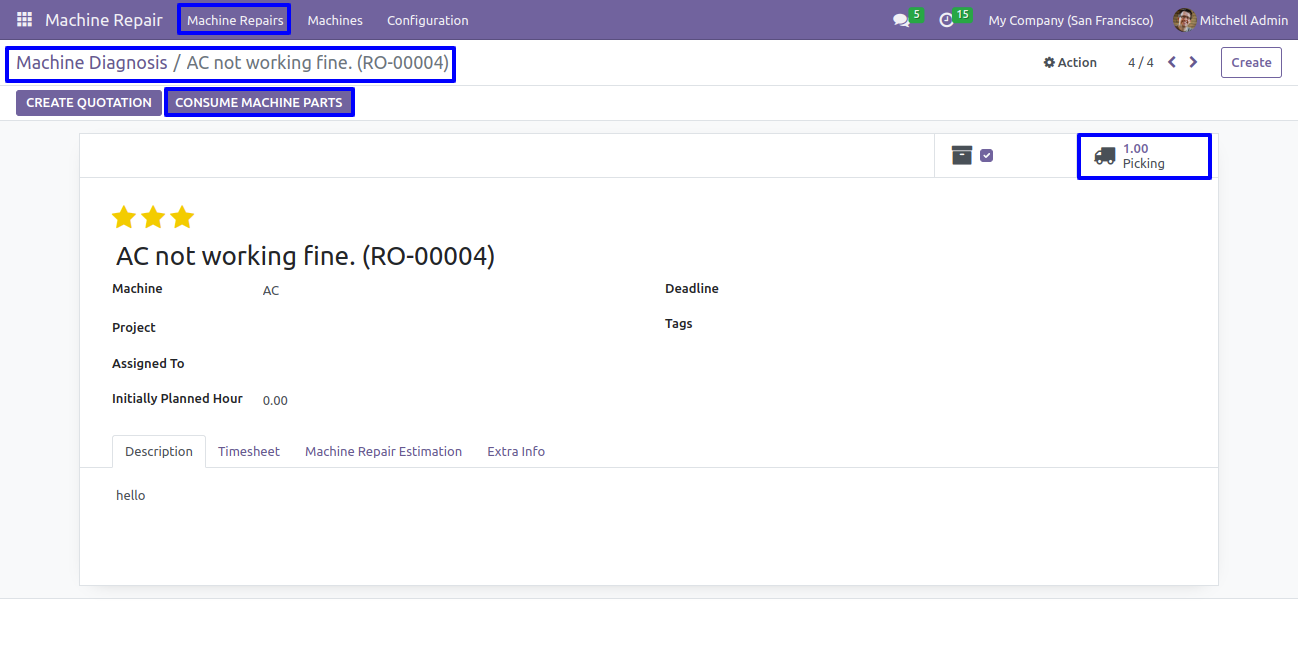 Machine Repair Machine Repairs Machines Configuration 5 15 My Company (San Francisco) Mitchell Admin
Machine Diagnosis / AC not working fine. (RO-00004) Action 4 / 4 Create
CREATE QUOTATION CONSUME MACHINE PARTS
1.00
Picking
AC not working fine. (RO-00004)
Machine AC Deadline
Project Tags
Assigned To
Initially Planned Hour 0.00
Description Timesheet Machine Repair Estimation Extra Info
hello